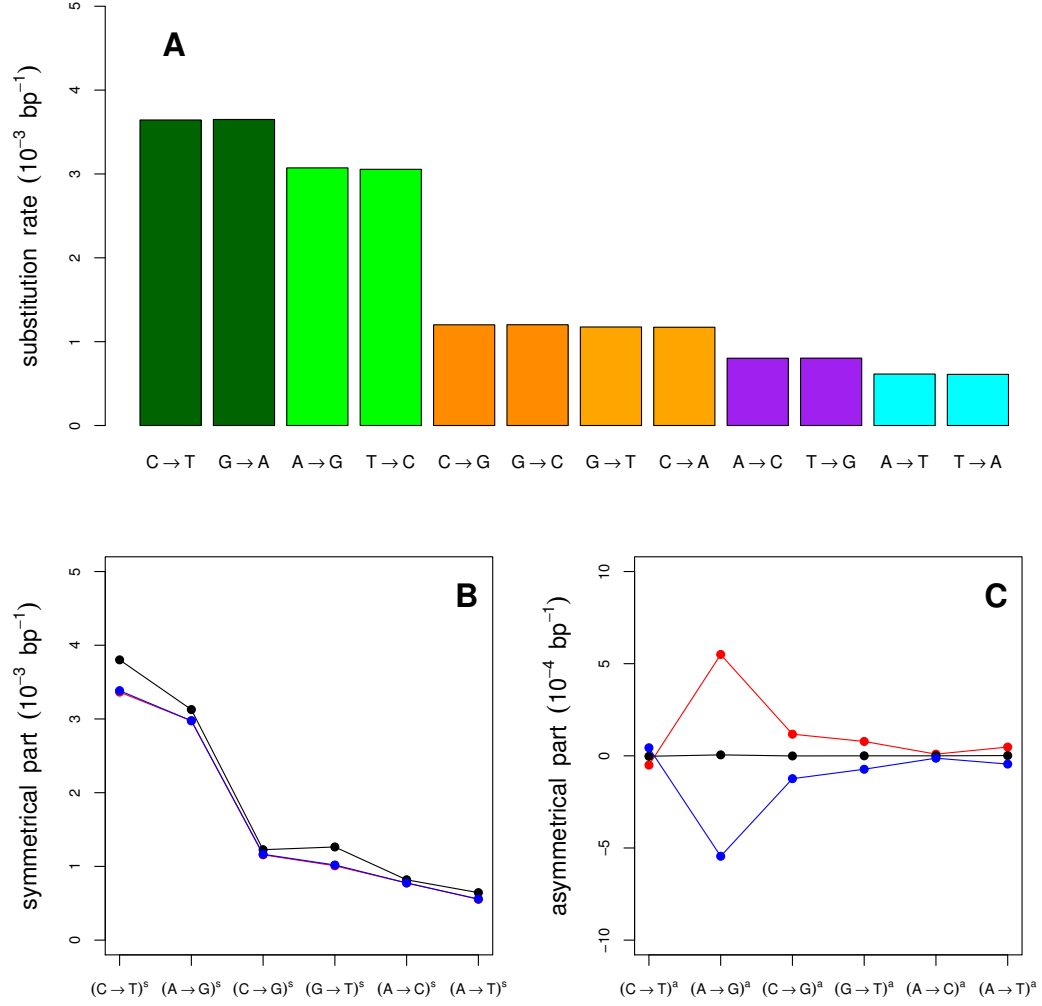 A
substitution rate (10⁻³ bp⁻¹)
5
4
3
2
1
0
C→T G→A A→G T→C C→G G→C G→T C→A A→C T→G A→T T→A
B
symmetrical part (10⁻³ bp⁻¹)
5
4
3
2
1
0
(C→T)ˢ (A→G)ˢ (C→G)ˢ (G→T)ˢ (A→C)ˢ (A→T)ˢ
C
asymmetrical part (10⁻⁴ bp⁻¹)
10
5
0
−5
−10
(C→T)ᵃ (A→G)ᵃ (C→G)ᵃ (G→T)ᵃ (A→C)ᵃ (A→T)ᵃ